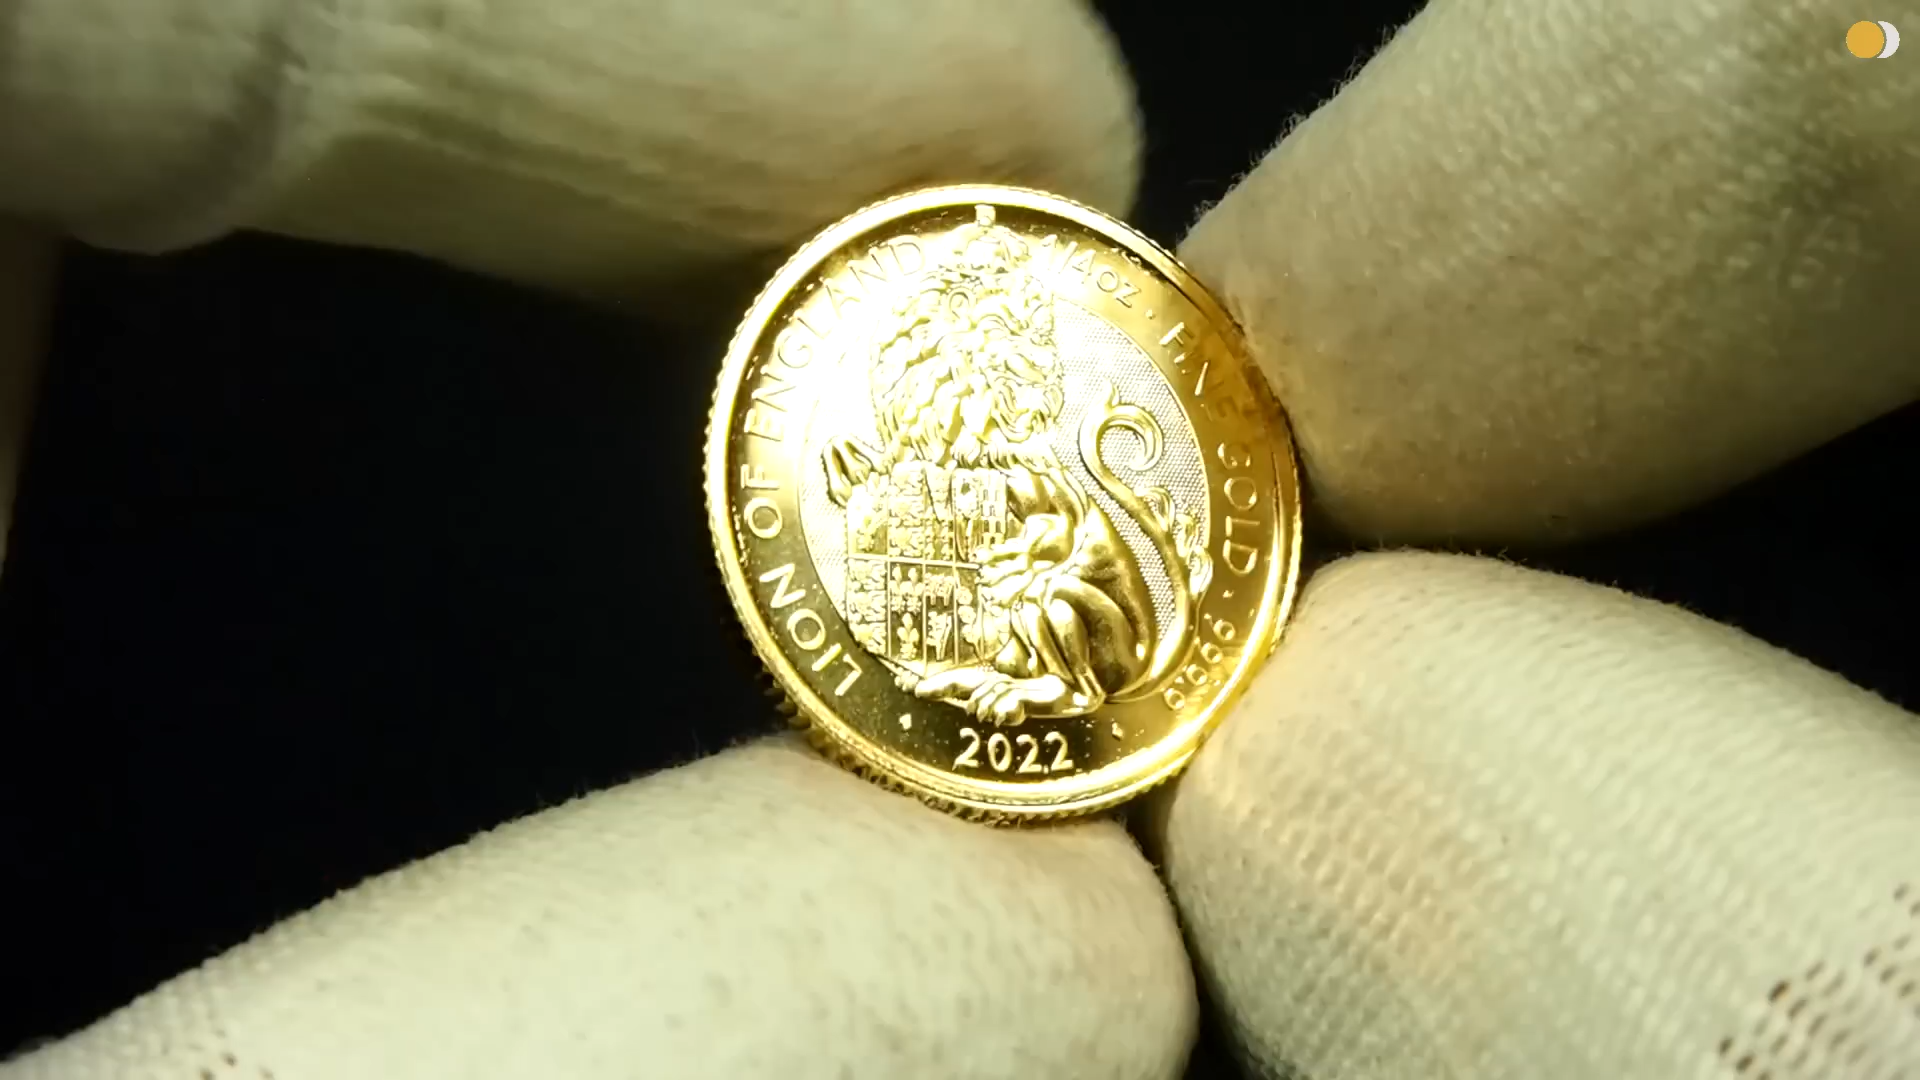 LION OF ENGLAND
1/4 OZ · FINE GOLD · 999.9
· 2022 ·